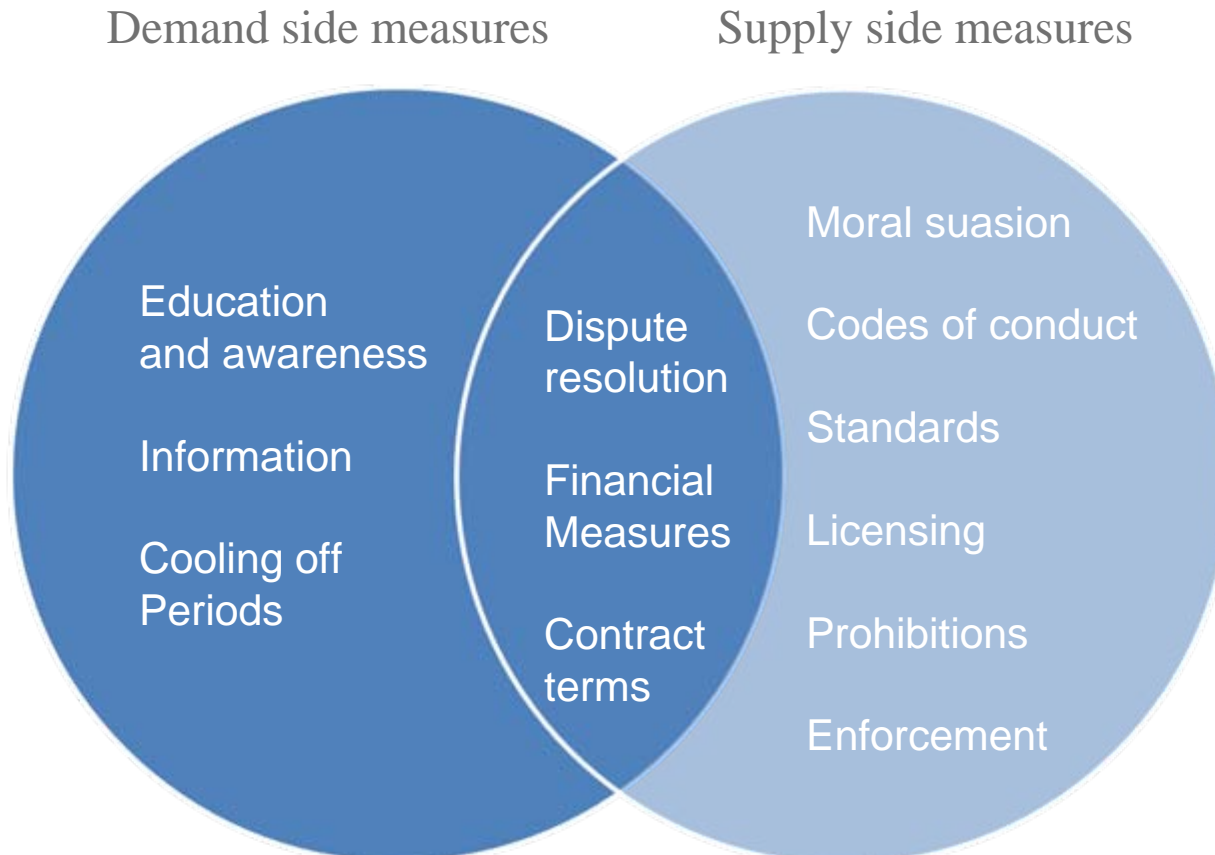 Demand side measures
Supply side measures
Education
and awareness
Information
Cooling off
Periods
Dispute
resolution
Financial
Measures
Contract
terms
Moral suasion
Codes of conduct
Standards
Licensing
Prohibitions
Enforcement